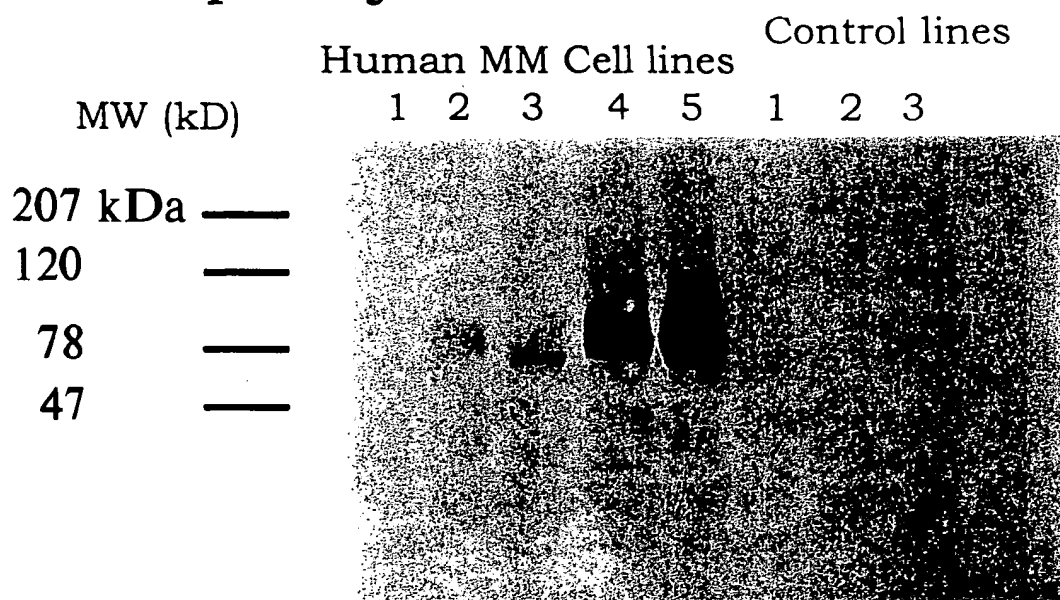 Control lines
Human MM Cell lines
MW (kD) 1 2 3 4 5 1 2 3
207 kDa
120
78
47